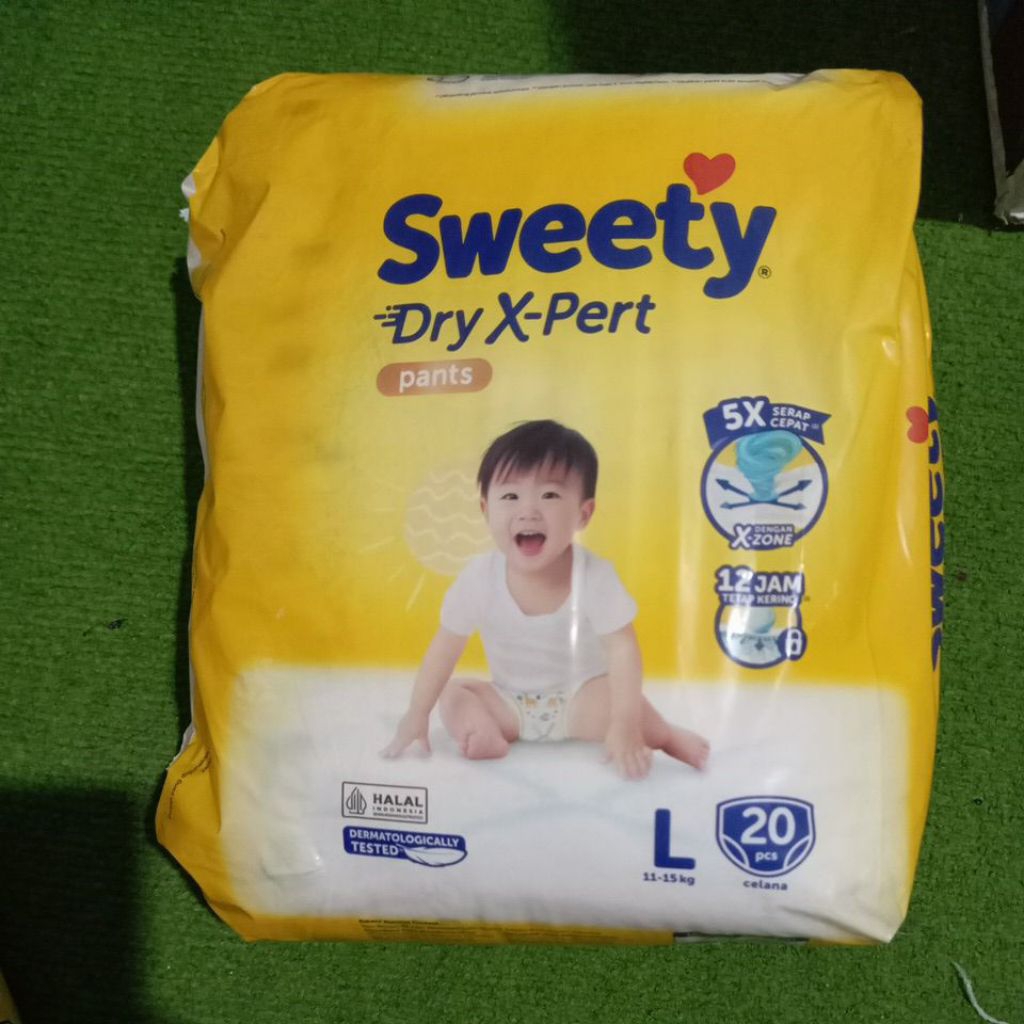 Sweety®
Dry X-Pert
pants
5X SERAP
CEPAT
DENGAN
X-ZONE
12 JAM
TETAP KERING
HALAL
INDONESIA
DERMATOLOGICALLY
TESTED
L
11-15 kg
20
pcs
celana
Sweety